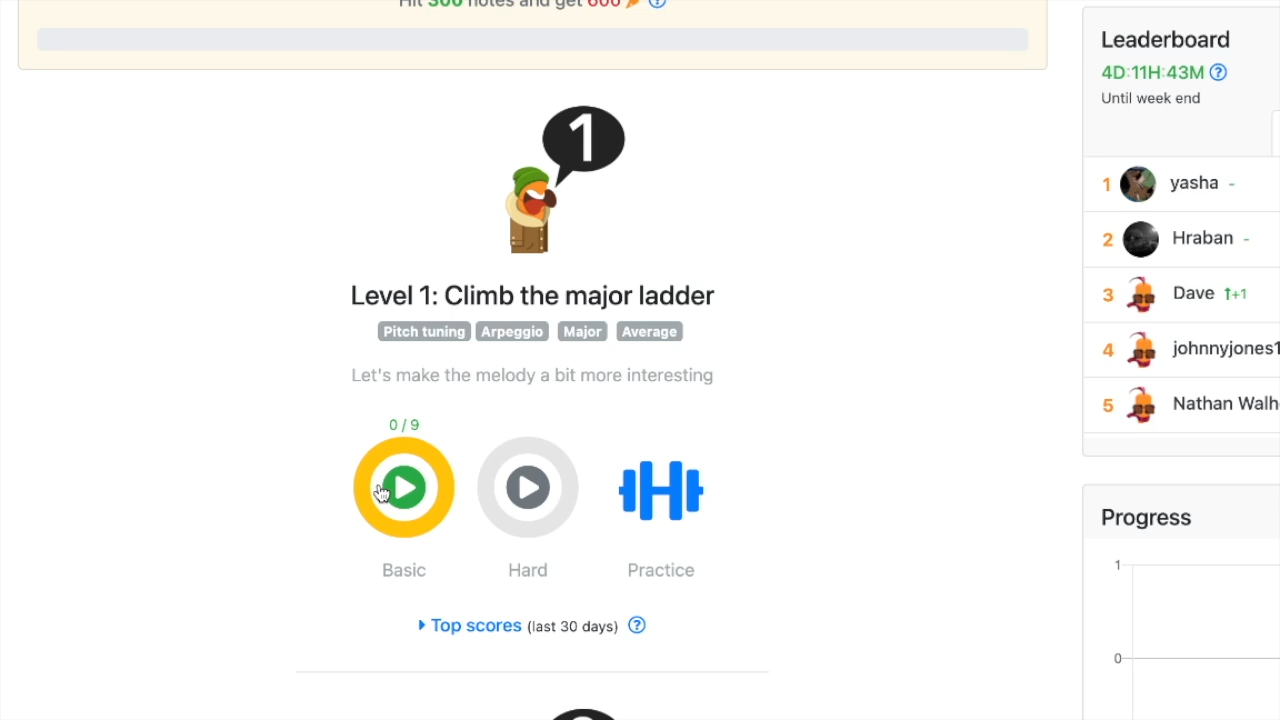 Hit 300 notes and get 600
Leaderboard
4D:11H:43M
Until week end
1 yasha -
2 Hraban -
3 Dave +1
4 johnnyjones1
5 Nathan Walh
1
Level 1: Climb the major ladder
Pitch tuning Arpeggio Major Average
Let's make the melody a bit more interesting
0 / 9
Basic Hard Practice
Top scores (last 30 days) ?
Progress
1
0